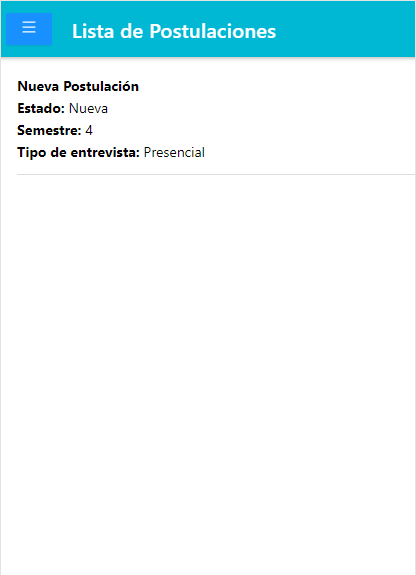 Lista de Postulaciones
Nueva Postulación
Estado: Nueva
Semestre: 4
Tipo de entrevista: Presencial